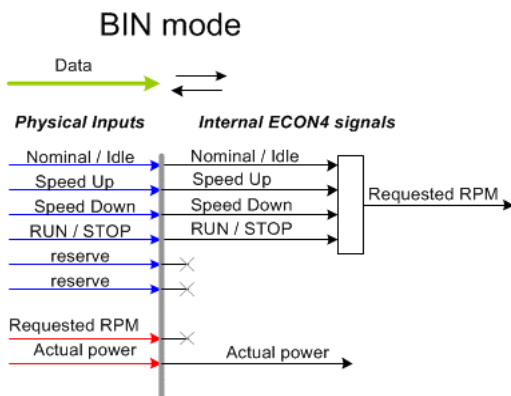 BIN mode
Data
Physical Inputs Internal ECON4 signals
Nominal / Idle Nominal / Idle
Speed Up Speed Up
Requested RPM
Speed Down Speed Down
RUN / STOP RUN / STOP
reserve
reserve
Requested RPM
Actual power Actual power